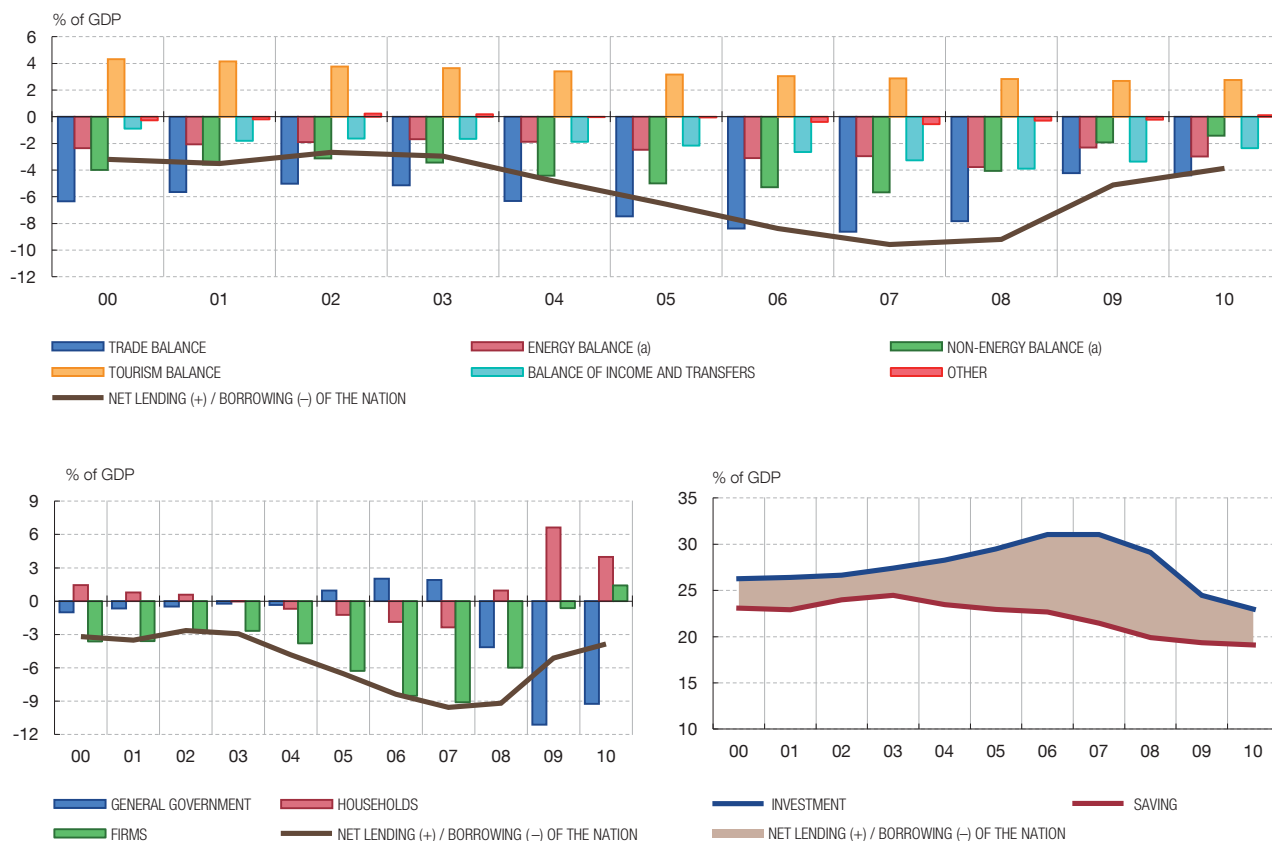 % of GDP
6
4
2
0
-2
-4
-6
-8
-10
-12
00 01 02 03 04 05 06 07 08 09 10
TRADE BALANCE ENERGY BALANCE (a) NON-ENERGY BALANCE (a)
TOURISM BALANCE BALANCE OF INCOME AND TRANSFERS OTHER
NET LENDING (+) / BORROWING (–) OF THE NATION
% of GDP
9
6
3
0
-3
-6
-9
-12
00 01 02 03 04 05 06 07 08 09 10
GENERAL GOVERNMENT HOUSEHOLDS
FIRMS NET LENDING (+) / BORROWING (–) OF THE NATION
% of GDP
35
30
25
20
15
10
00 01 02 03 04 05 06 07 08 09 10
INVESTMENT SAVING
NET LENDING (+) / BORROWING (–) OF THE NATION